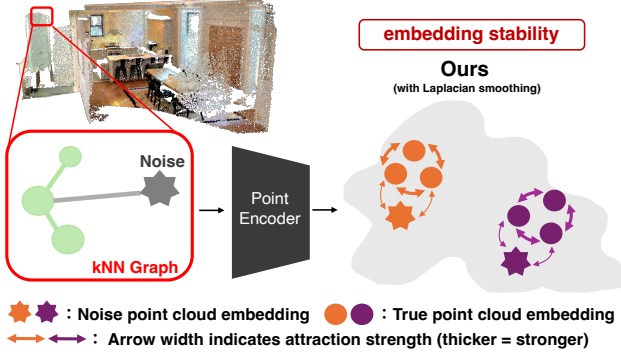 embedding stability
Ours
(with Laplacian smoothing)
Noise
kNN Graph
Point
Encoder
: Noise point cloud embedding
: True point cloud embedding
: Arrow width indicates attraction strength (thicker = stronger)